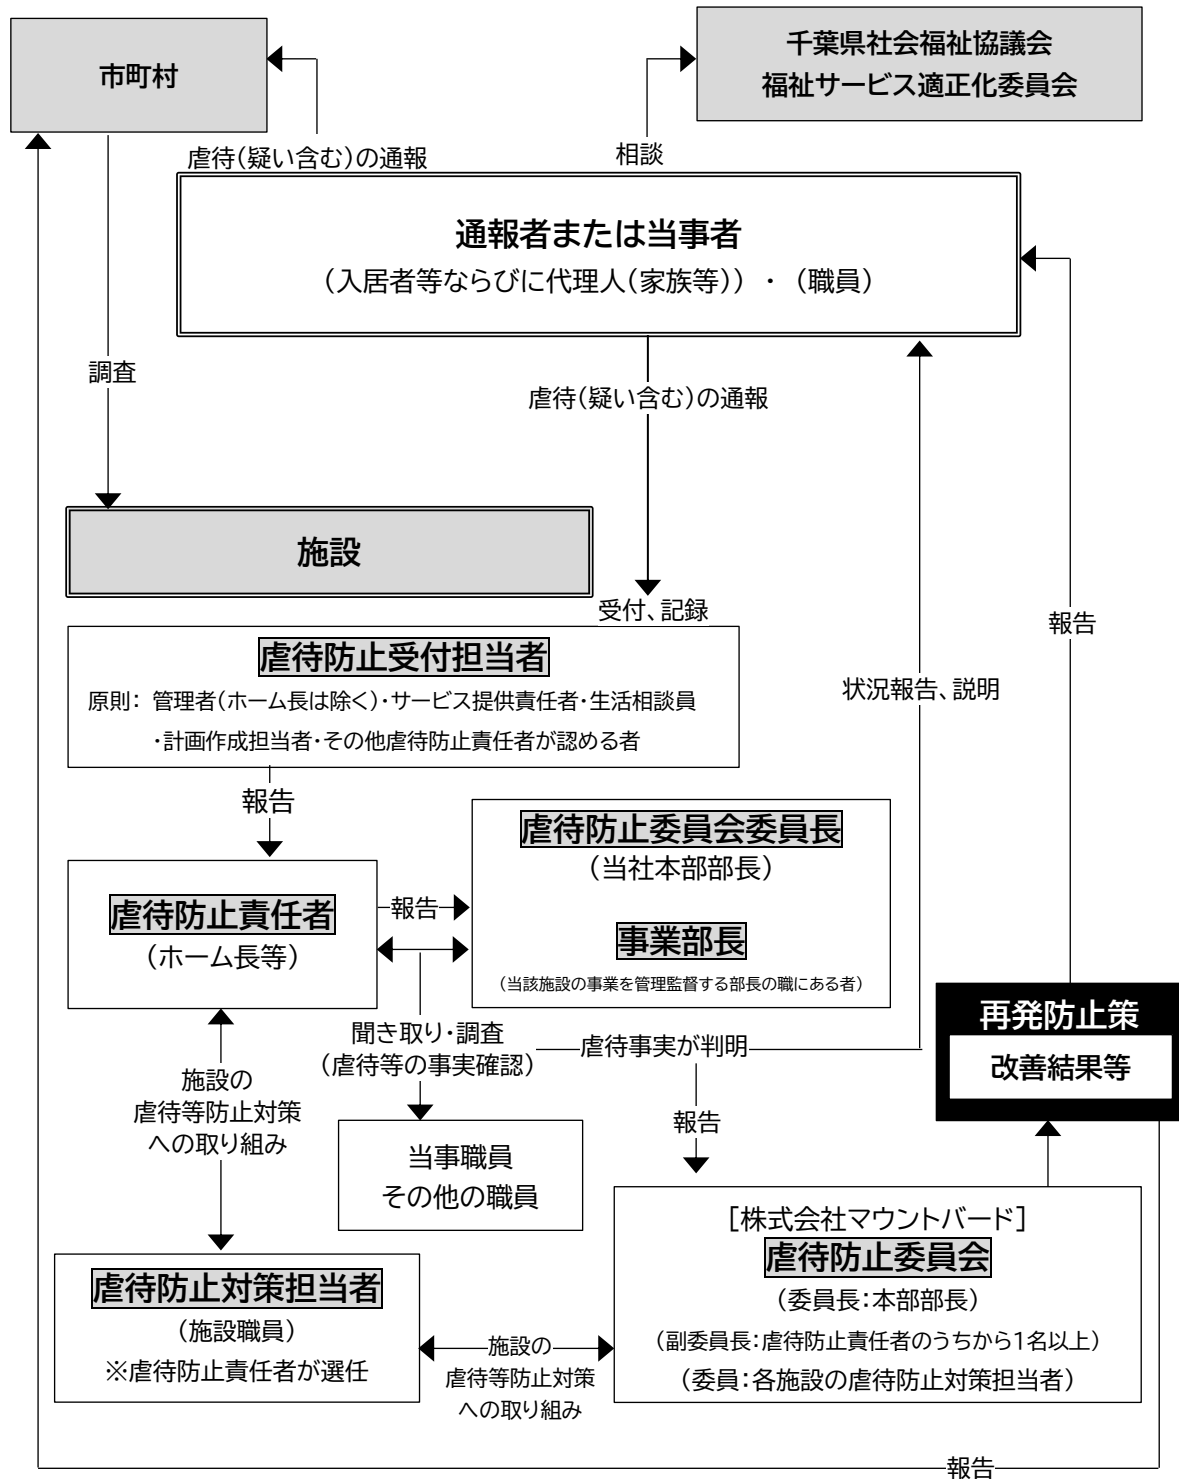 市町村
千葉県社会福祉協議会
福祉サービス適正化委員会
虐待(疑い含む)の通報
相談
通報者または当事者
(入居者等ならびに代理人(家族等)) ・ (職員)
調査
虐待(疑い含む)の通報
施設
受付、記録
報告
虐待防止受付担当者
原則: 管理者(ホーム長は除く)・サービス提供責任者・生活相談員
・計画作成担当者・その他虐待防止責任者が認める者
状況報告、説明
報告
虐待防止委員会委員長
(当社本部部長)
虐待防止責任者
(ホーム長等)
報告
事業部長
(当該施設の事業を管理監督する部長の職にある者)
再発防止策
改善結果等
聞き取り・調査
(虐待等の事実確認)
虐待事実が判明
施設の
虐待等防止対策
への取り組み
報告
当事職員
その他の職員
[株式会社マウントバード]
虐待防止委員会
(委員長:本部部長)
(副委員長:虐待防止責任者のうちから1名以上)
(委員:各施設の虐待防止対策担当者)
虐待防止対策担当者
(施設職員)
※虐待防止責任者が選任
施設の
虐待等防止対策
への取り組み
報告